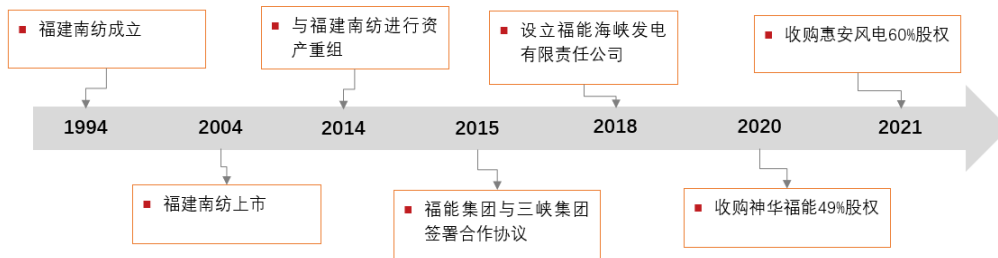 福建南纺成立
与福建南纺进行资
产重组
设立福能海峡发电
有限责任公司
收购惠安风电60%股权
1994
2004
2014
2015
2018
2020
2021
福建南纺上市
福能集团与三峡集团
签署合作协议
收购神华福能49%股权